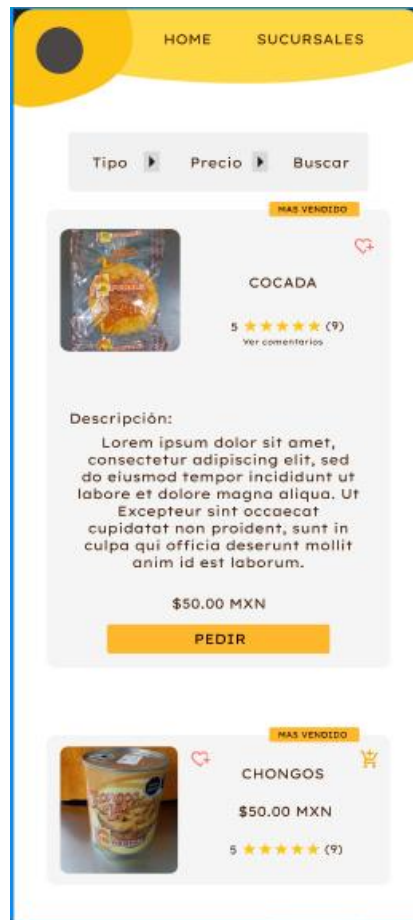 HOME SUCURSALES
Tipo Precio Buscar
MAS VENDIDO
COCADA
5 (9)
Ver comentarios
Descripción:
Lorem ipsum dolor sit amet,
consectetur adipiscing elit, sed
do eiusmod tempor incididunt ut
labore et dolore magna aliqua. Ut
Excepteur sint occaecat
cupidatat non proident, sunt in
culpa qui officia deserunt mollit
anim id est laborum.
$50.00 MXN
PEDIR
MAS VENDIDO
CHONGOS
$50.00 MXN
5 (9)